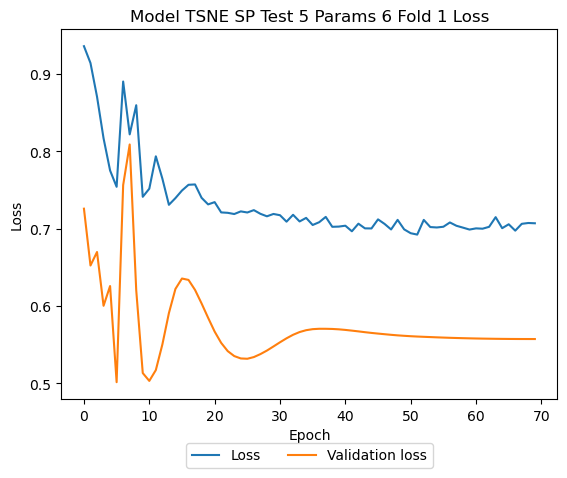 Model TSNE SP Test 5 Params 6 Fold 1 Loss
Loss
0.9
0.8
0.7
0.6
0.5
0 10 20 30 40 50 60 70
Epoch
Loss Validation loss